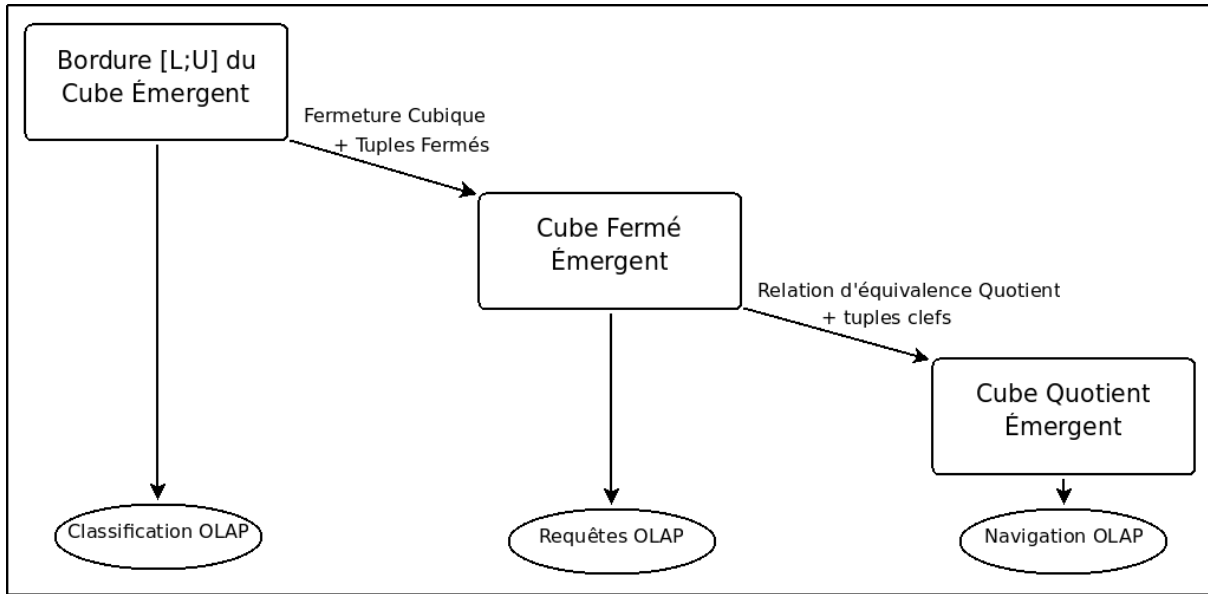 Bordure [L;U] du
Cube Émergent
Fermeture Cubique
+ Tuples Fermés
Cube Fermé
Émergent
Relation d'équivalence Quotient
+ tuples clefs
Cube Quotient
Émergent
Classification OLAP
Requêtes OLAP
Navigation OLAP